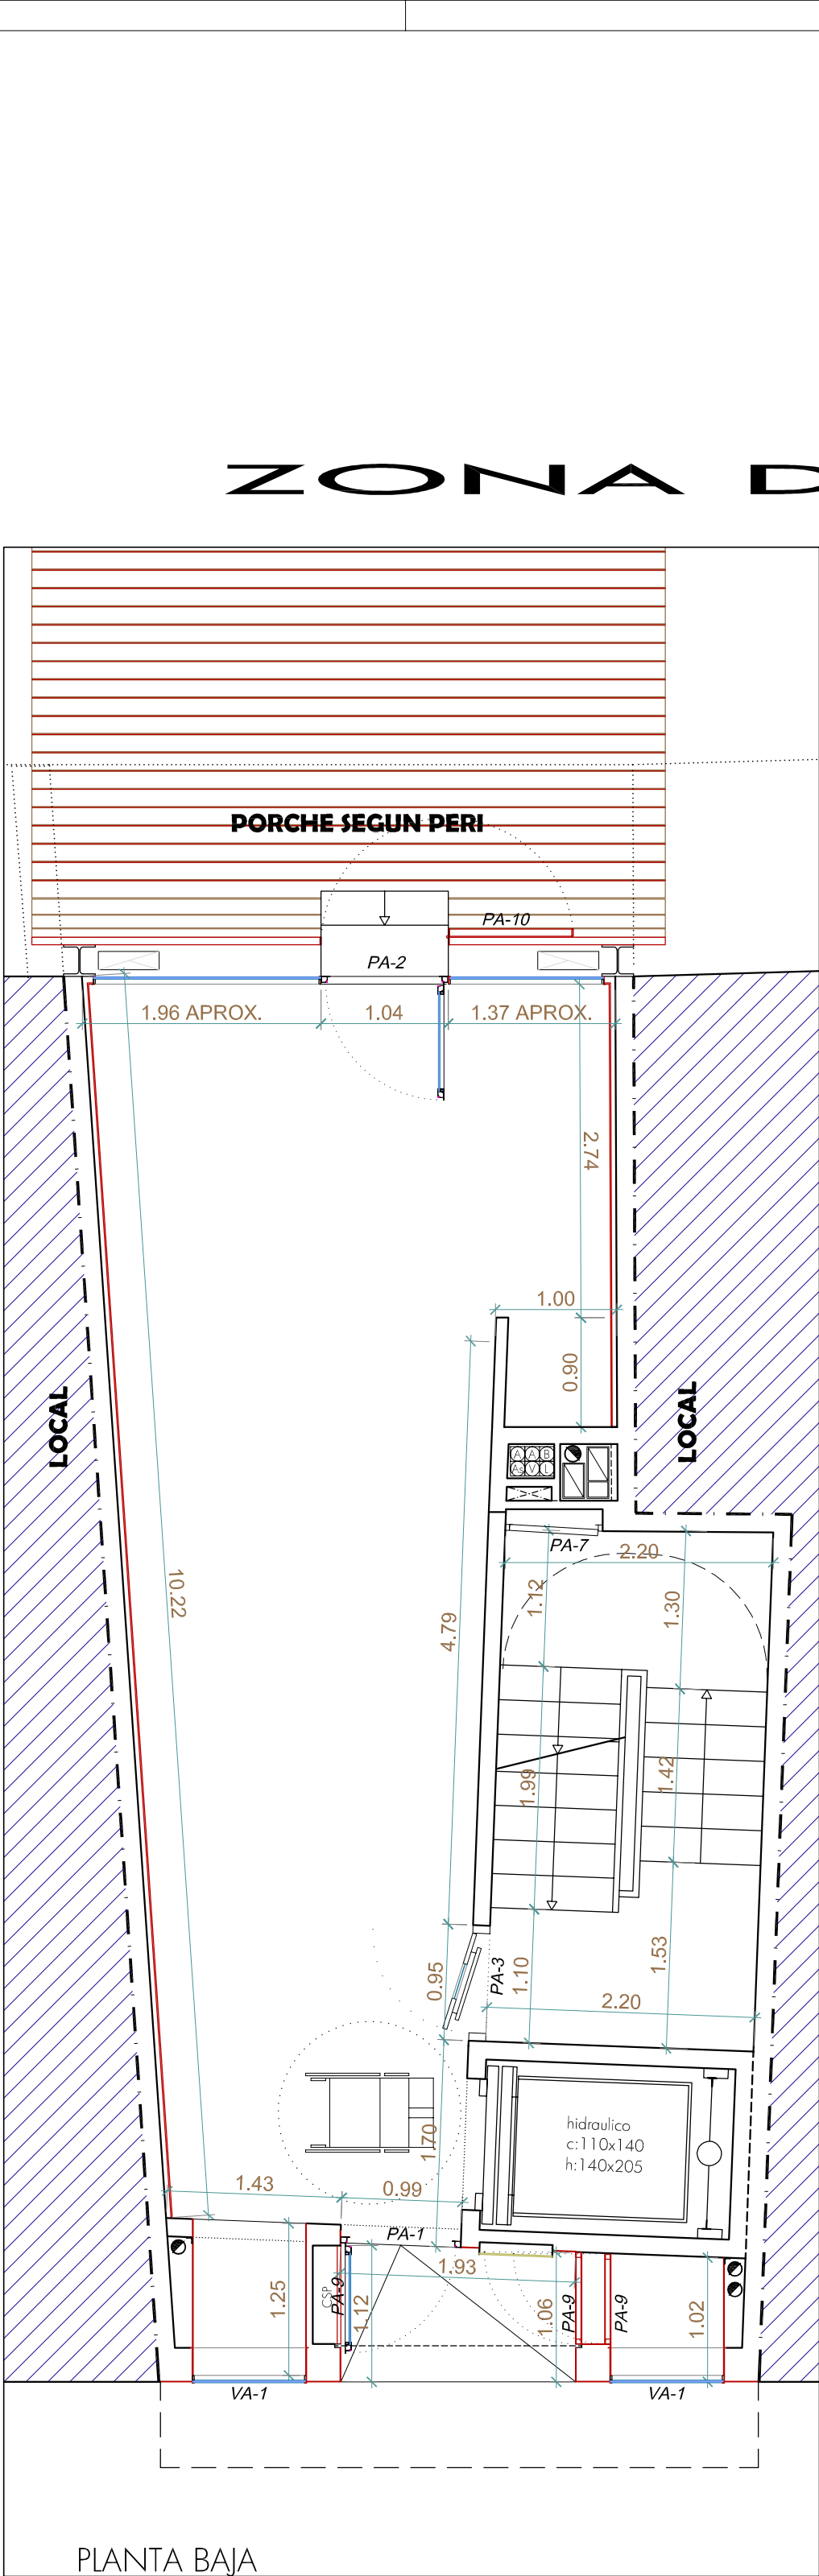 ZONA D
PORCHE SEGUN PERI
PA-10
PA-2
1.96 APROX.
1.04
1.37 APROX.
2.74
1.00
0.90
LOCAL
LOCAL
A A B
As V L
PA-7
2.20
1.12
1.30
10.22
4.79
1.99
1.42
0.95
PA-3
1.10
1.53
2.20
hidraulico
c:110x140
h:140x205
1.70
1.43
0.99
PA-1
1.93
CSP
PA-9
1.25
1.12
1.06
PA-9
PA-9
1.02
VA-1
VA-1
PLANTA BAJA